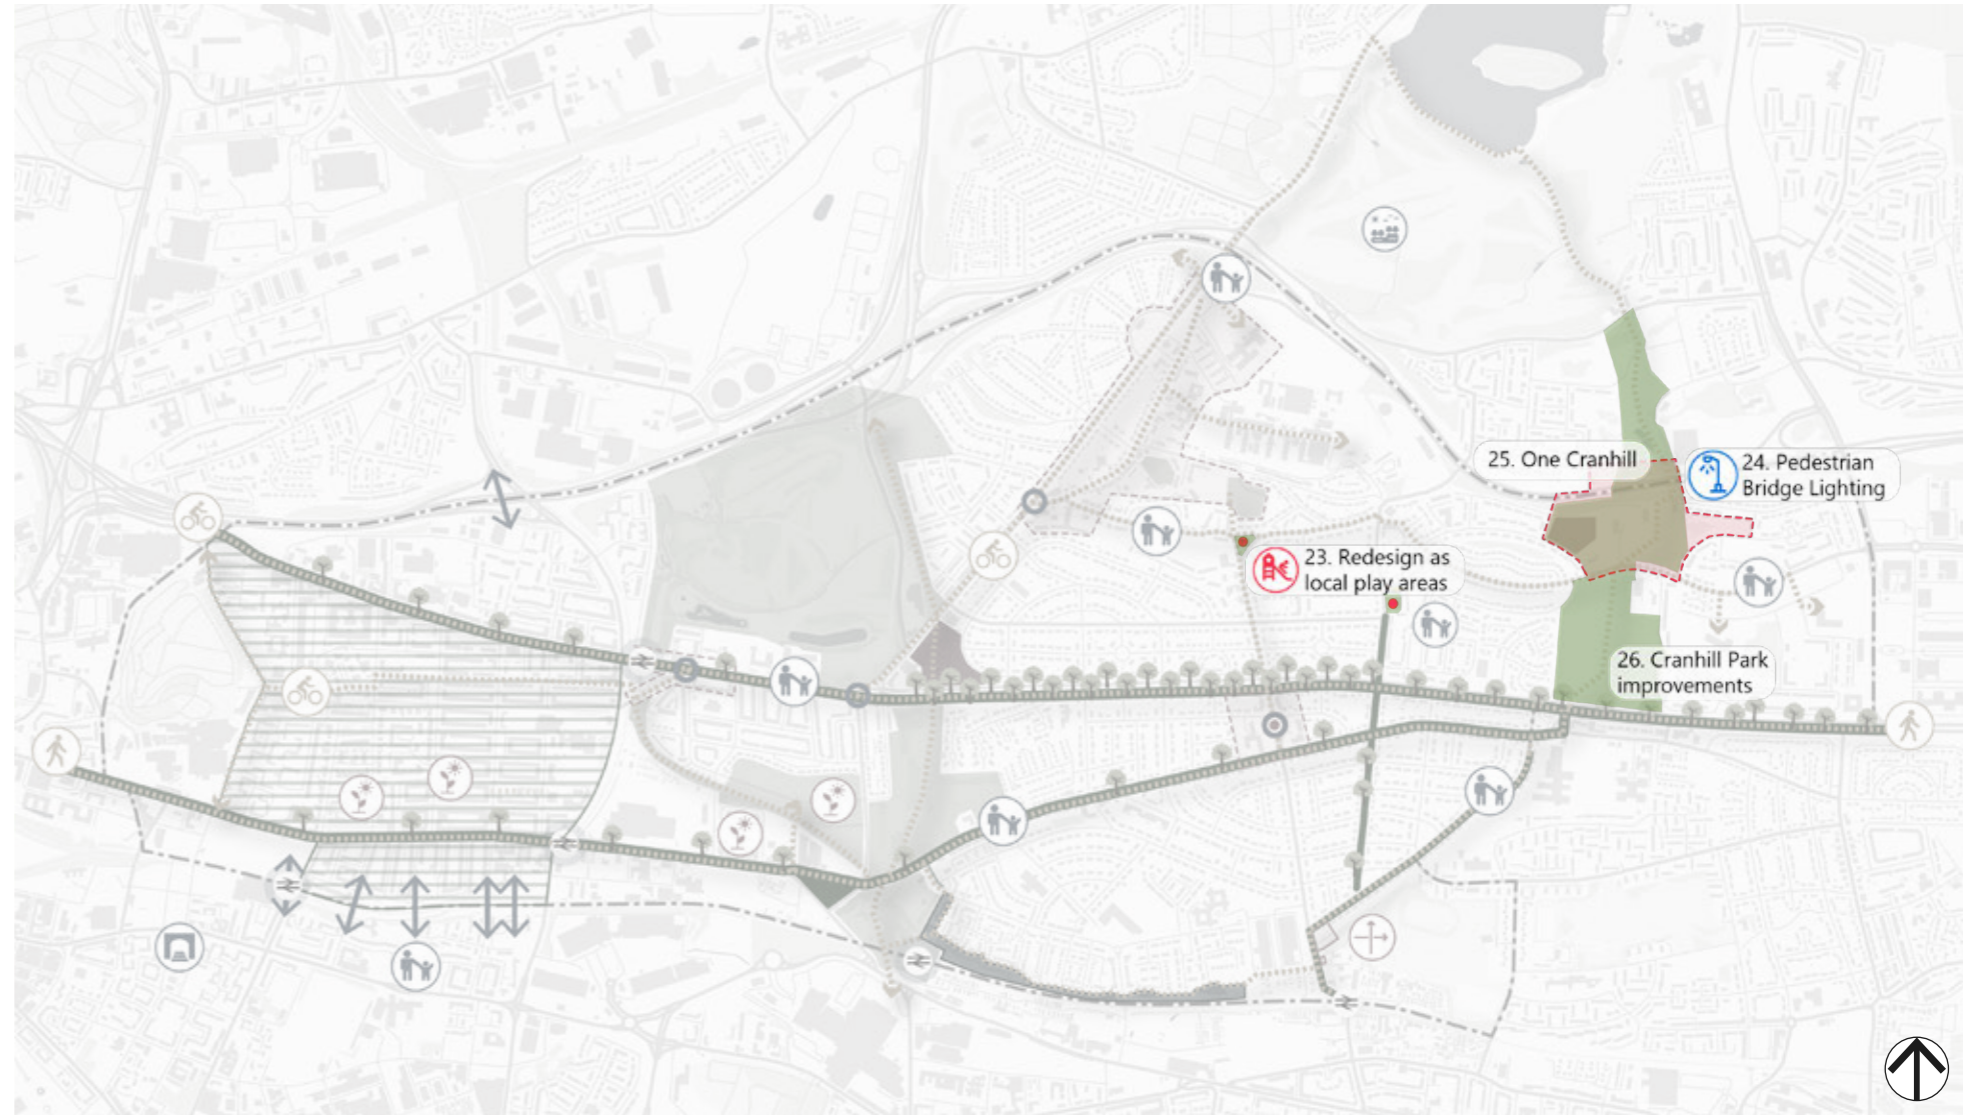 25. One Cranhill
24. Pedestrian
Bridge Lighting
23. Redesign as
local play areas
26. Cranhill Park
improvements